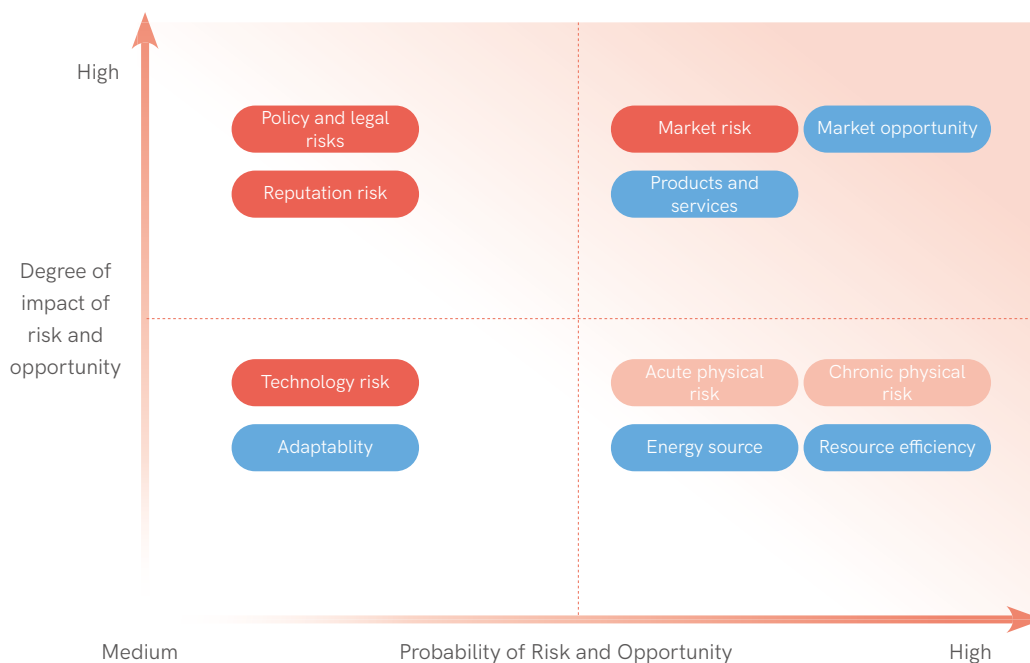 High
Policy and legal
risks
Market risk
Market opportunity
Reputation risk
Products and
services
Degree of
impact of
risk and
opportunity
Technology risk
Acute physical
risk
Chronic physical
risk
Adaptablity
Energy source
Resource efficiency
Medium
Probability of Risk and Opportunity
High